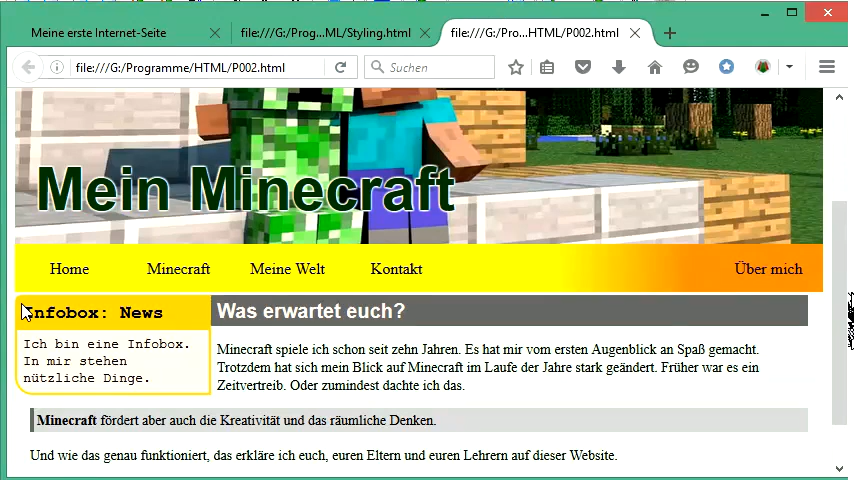 Meine erste Internet-Seite
file:///G:/Prog...ML/Styling.html
file:///G:/Pro...HTML/P002.html
file:///G:/Programme/HTML/P002.html
Suchen
Mein Minecraft
Home
Minecraft
Meine Welt
Kontakt
Über mich
Infobox: News
Ich bin eine Infobox.
In mir stehen
nützliche Dinge.
Was erwartet euch?
Minecraft spiele ich schon seit zehn Jahren. Es hat mir vom ersten Augenblick an Spaß gemacht.
Trotzdem hat sich mein Blick auf Minecraft im Laufe der Jahre stark geändert. Früher war es ein
Zeitvertreib. Oder zumindest dachte ich das.
Minecraft fördert aber auch die Kreativität und das räumliche Denken.
Und wie das genau funktioniert, das erkläre ich euch, euren Eltern und euren Lehrern auf dieser Website.